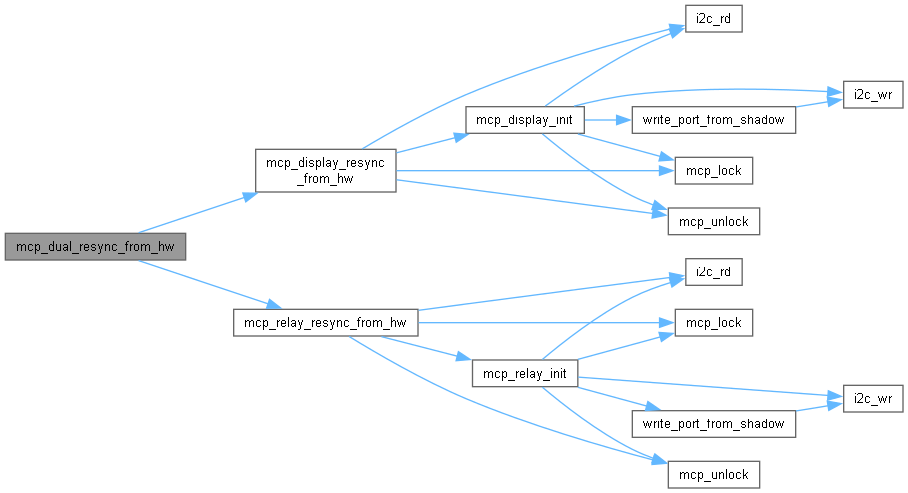 i2c_rd
i2c_wr
mcp_display_init
write_port_from_shadow
mcp_display_resync
_from_hw
mcp_lock
mcp_unlock
mcp_dual_resync_from_hw
i2c_rd
mcp_relay_resync_from_hw
mcp_lock
mcp_relay_init
i2c_wr
write_port_from_shadow
mcp_unlock